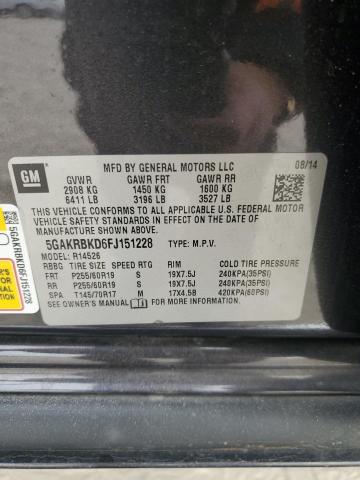 GM
MFD BY GENERAL MOTORS LLC
08/14
GVWR GAWR FRT GAWR RR
2908 KG 1450 KG 1600 KG
6411 LB 3196 LB 3527 LB
THIS VEHICLE CONFORMS TO ALL APPLICABLE U.S. FEDERAL MOTOR
VEHICLE SAFETY STANDARDS IN EFFECT ON THE DATE OF
MANUFACTURE SHOWN ABOVE.
5GAKRBKD6FJ151228 TYPE: M.P.V.
MODEL: R14526
RBBG TIRE SIZE SPEED RTG RIM COLD TIRE PRESSURE
FRT P255/60R19 S 19X7.5J 240KPA(35PSI)
RR P255/60R19 S 19X7.5J 240KPA(35PSI)
SPA T145/70R17 M 17X4.5B 420KPA(60PSI)
SEE OWNER'S MANUAL FOR MORE INFORMATION.
5GAKRBKD6FJ151228